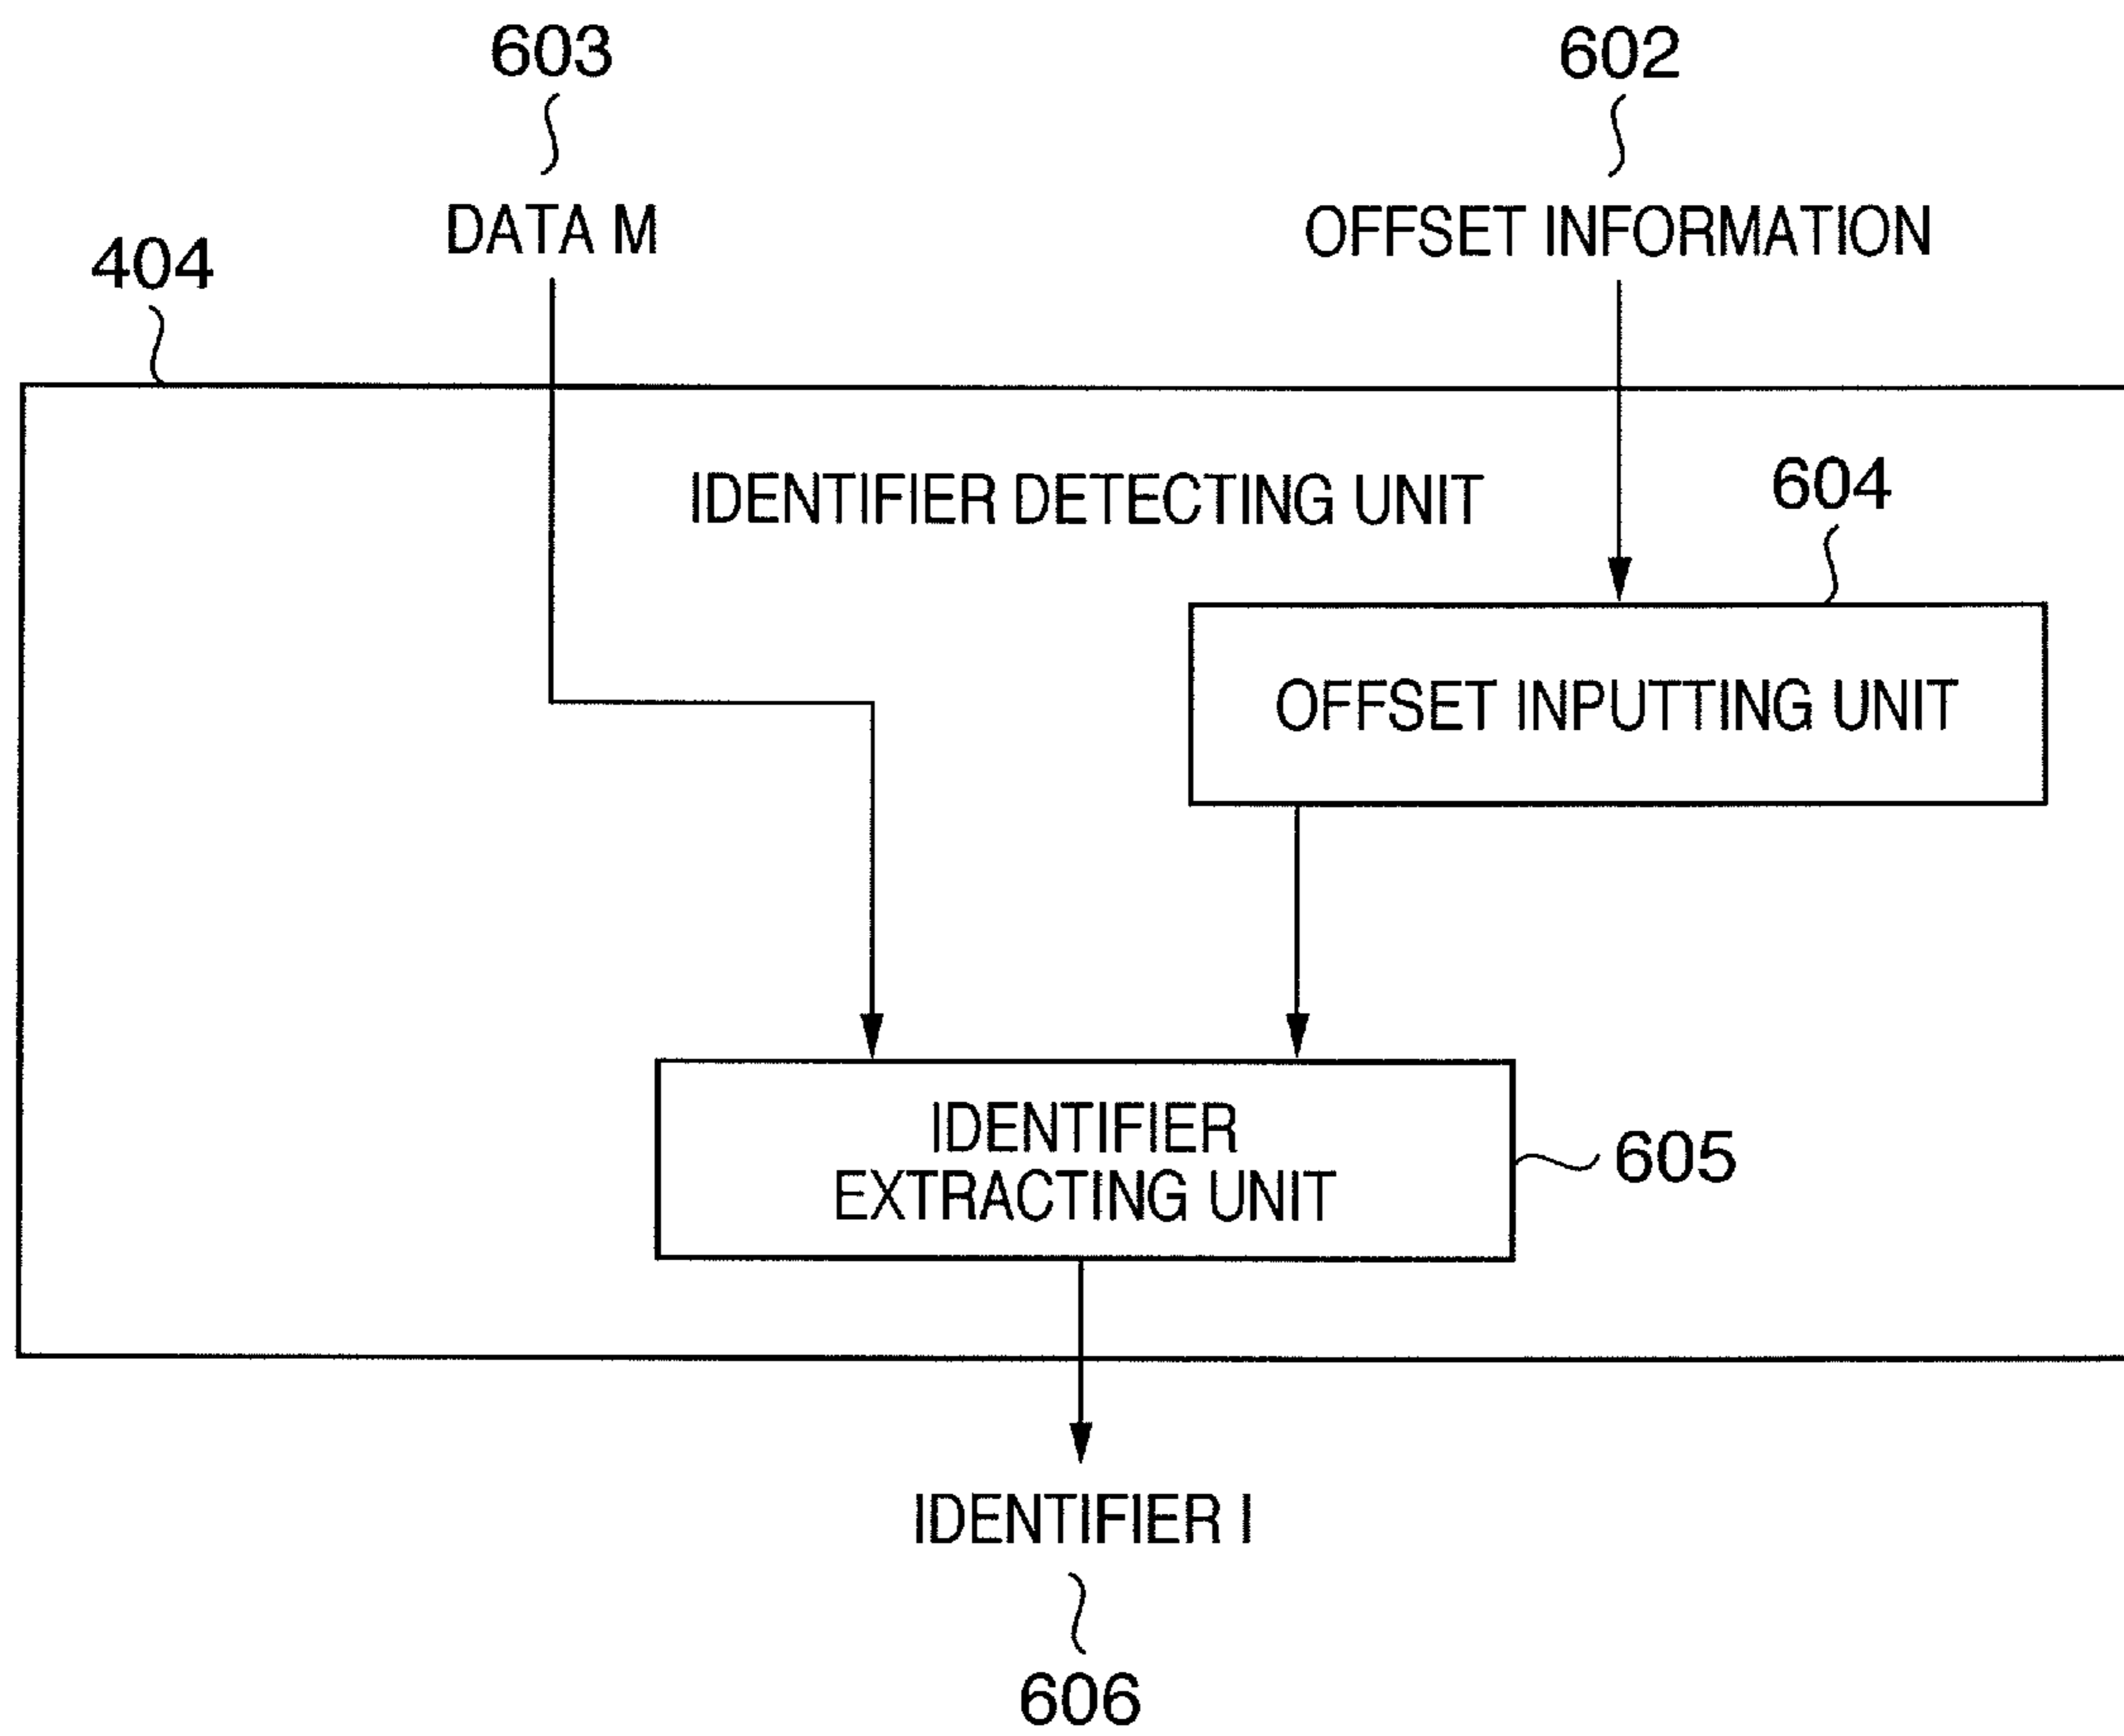 603
602
DATA M
OFFSET INFORMATION
404
IDENTIFIER DETECTING UNIT
604
OFFSET INPUTTING UNIT
IDENTIFIER
EXTRACTING UNIT
605
IDENTIFIER I
606